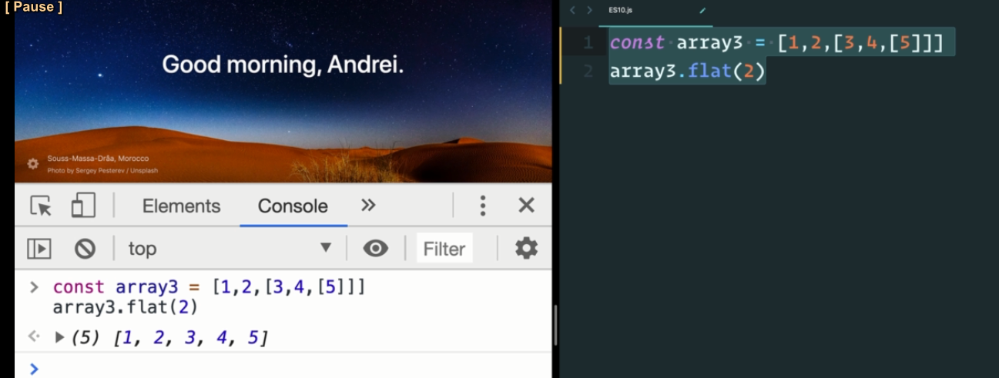 [ Pause ]
Good morning, Andrei.
Souss-Massa-Drâa, Morocco
Photo by Sergey Pesterev / Unsplash
Elements Console »
top ▼ Filter
> const array3 = [1,2,[3,4,[5]]]
array3.flat(2)
<· ▶ (5) [1, 2, 3, 4, 5]
>
ES10.js
1 const array3 = [1,2,[3,4,[5]]]
2 array3.flat(2)